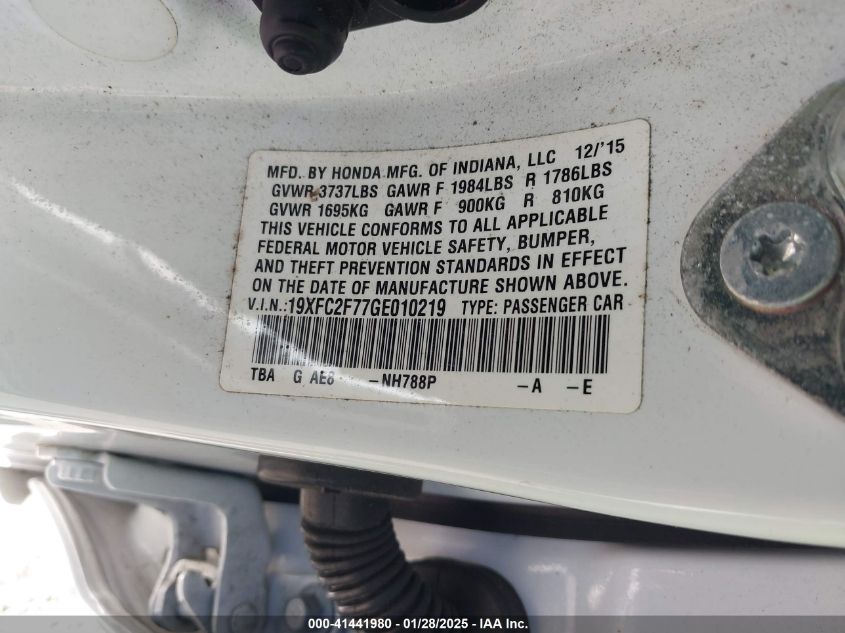 MFD. BY HONDA MFG. OF INDIANA, LLC 12/'15
GVWR 3737LBS GAWR F 1984LBS R 1786LBS
GVWR 1695KG GAWR F 900KG R 810KG
THIS VEHICLE CONFORMS TO ALL APPLICABLE
FEDERAL MOTOR VEHICLE SAFETY, BUMPER,
AND THEFT PREVENTION STANDARDS IN EFFECT
ON THE DATE OF MANUFACTURE SHOWN ABOVE.
V.I.N.:19XFC2F77GE010219 TYPE: PASSENGER CAR
TBA G AE8 -NH788P -A -E
000-41441980 - 01/28/2025 - IAA Inc.